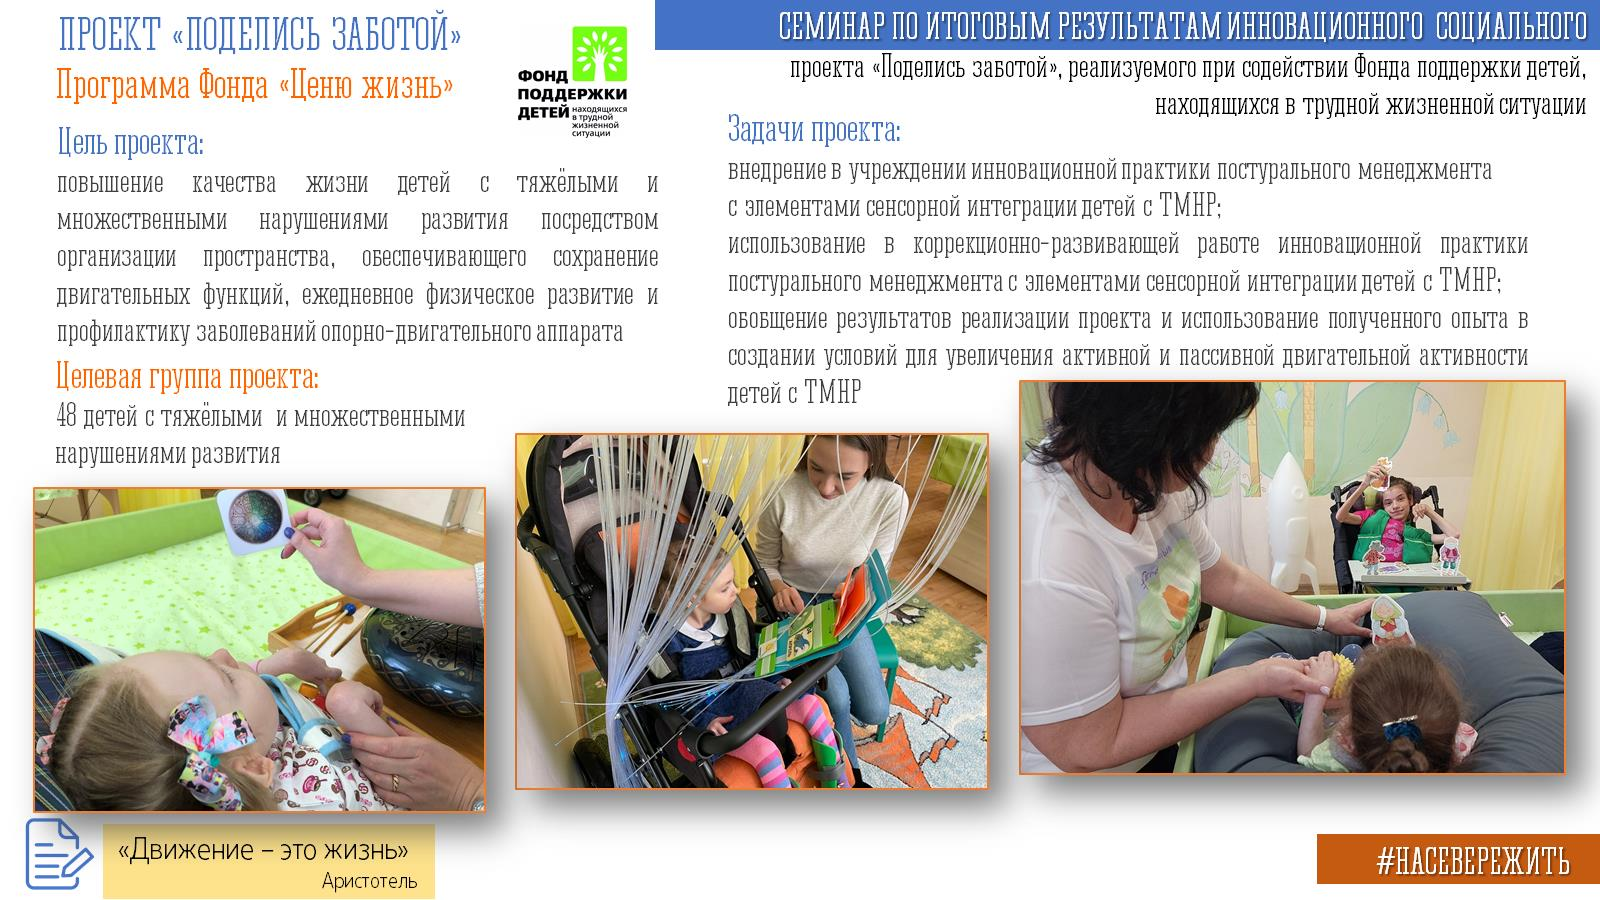 ПРОЕКТ «ПОДЕЛИСЬ ЗАБОТОЙ»
Программа Фонда «Ценю жизнь»
ФОНД
ПОДДЕРЖКИ
ДЕТЕЙ
находящихся
в трудной
жизненной
ситуации
СЕМИНАР ПО ИТОГОВЫМ РЕЗУЛЬТАТАМ ИННОВАЦИОННОГО СОЦИАЛЬНОГО
проекта «Поделись заботой», реализуемого при содействии Фонда поддержки детей,
находящихся в трудной жизненной ситуации
Цель проекта:
повышение качества жизни детей с тяжёлыми и
множественными нарушениями развития посредством
организации пространства, обеспечивающего сохранение
двигательных функций, ежедневное физическое развитие и
профилактику заболеваний опорно-двигательного аппарата
Целевая группа проекта:
48 детей с тяжёлыми и множественными
нарушениями развития
Задачи проекта:
внедрение в учреждении инновационной практики постурального менеджмента
с элементами сенсорной интеграции детей с ТМНР;
использование в коррекционно-развивающей работе инновационной практики
постурального менеджмента с элементами сенсорной интеграции детей с ТМНР;
обобщение результатов реализации проекта и использование полученного опыта в
создании условий для увеличения активной и пассивной двигательной активности
детей с ТМНР
«Движение – это жизнь»
Аристотель
#НАСЕВЕРЕЖИТЬ